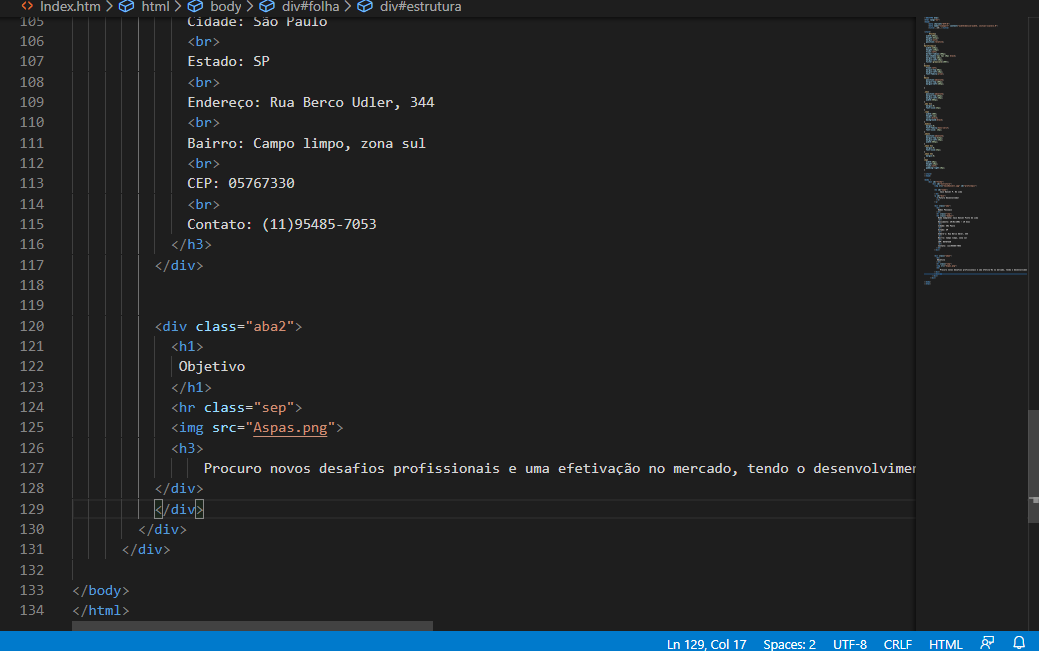 Index.htm > html > body > div#folha > div#estrutura
105 Cidade: São Paulo
106 <br>
107 Estado: SP
108 <br>
109 Endereço: Rua Berco Udler, 344
110 <br>
111 Bairro: Campo limpo, zona sul
112 <br>
113 CEP: 05767330
114 <br>
115 Contato: (11)95485-7053
116 </h3>
117 </div>
118
119
120 <div class="aba2">
121 <h1>
122 Objetivo
123 </h1>
124 <hr class="sep">
125 <img src="Aspas.png">
126 <h3>
127 Procuro novos desafios profissionais e uma efetivação no mercado, tendo o desenvolvimen
128 </div>
129 </div>
130 </div>
131 </div>
132
133 </body>
134 </html>
Ln 129, Col 17 Spaces: 2 UTF-8 CRLF HTML